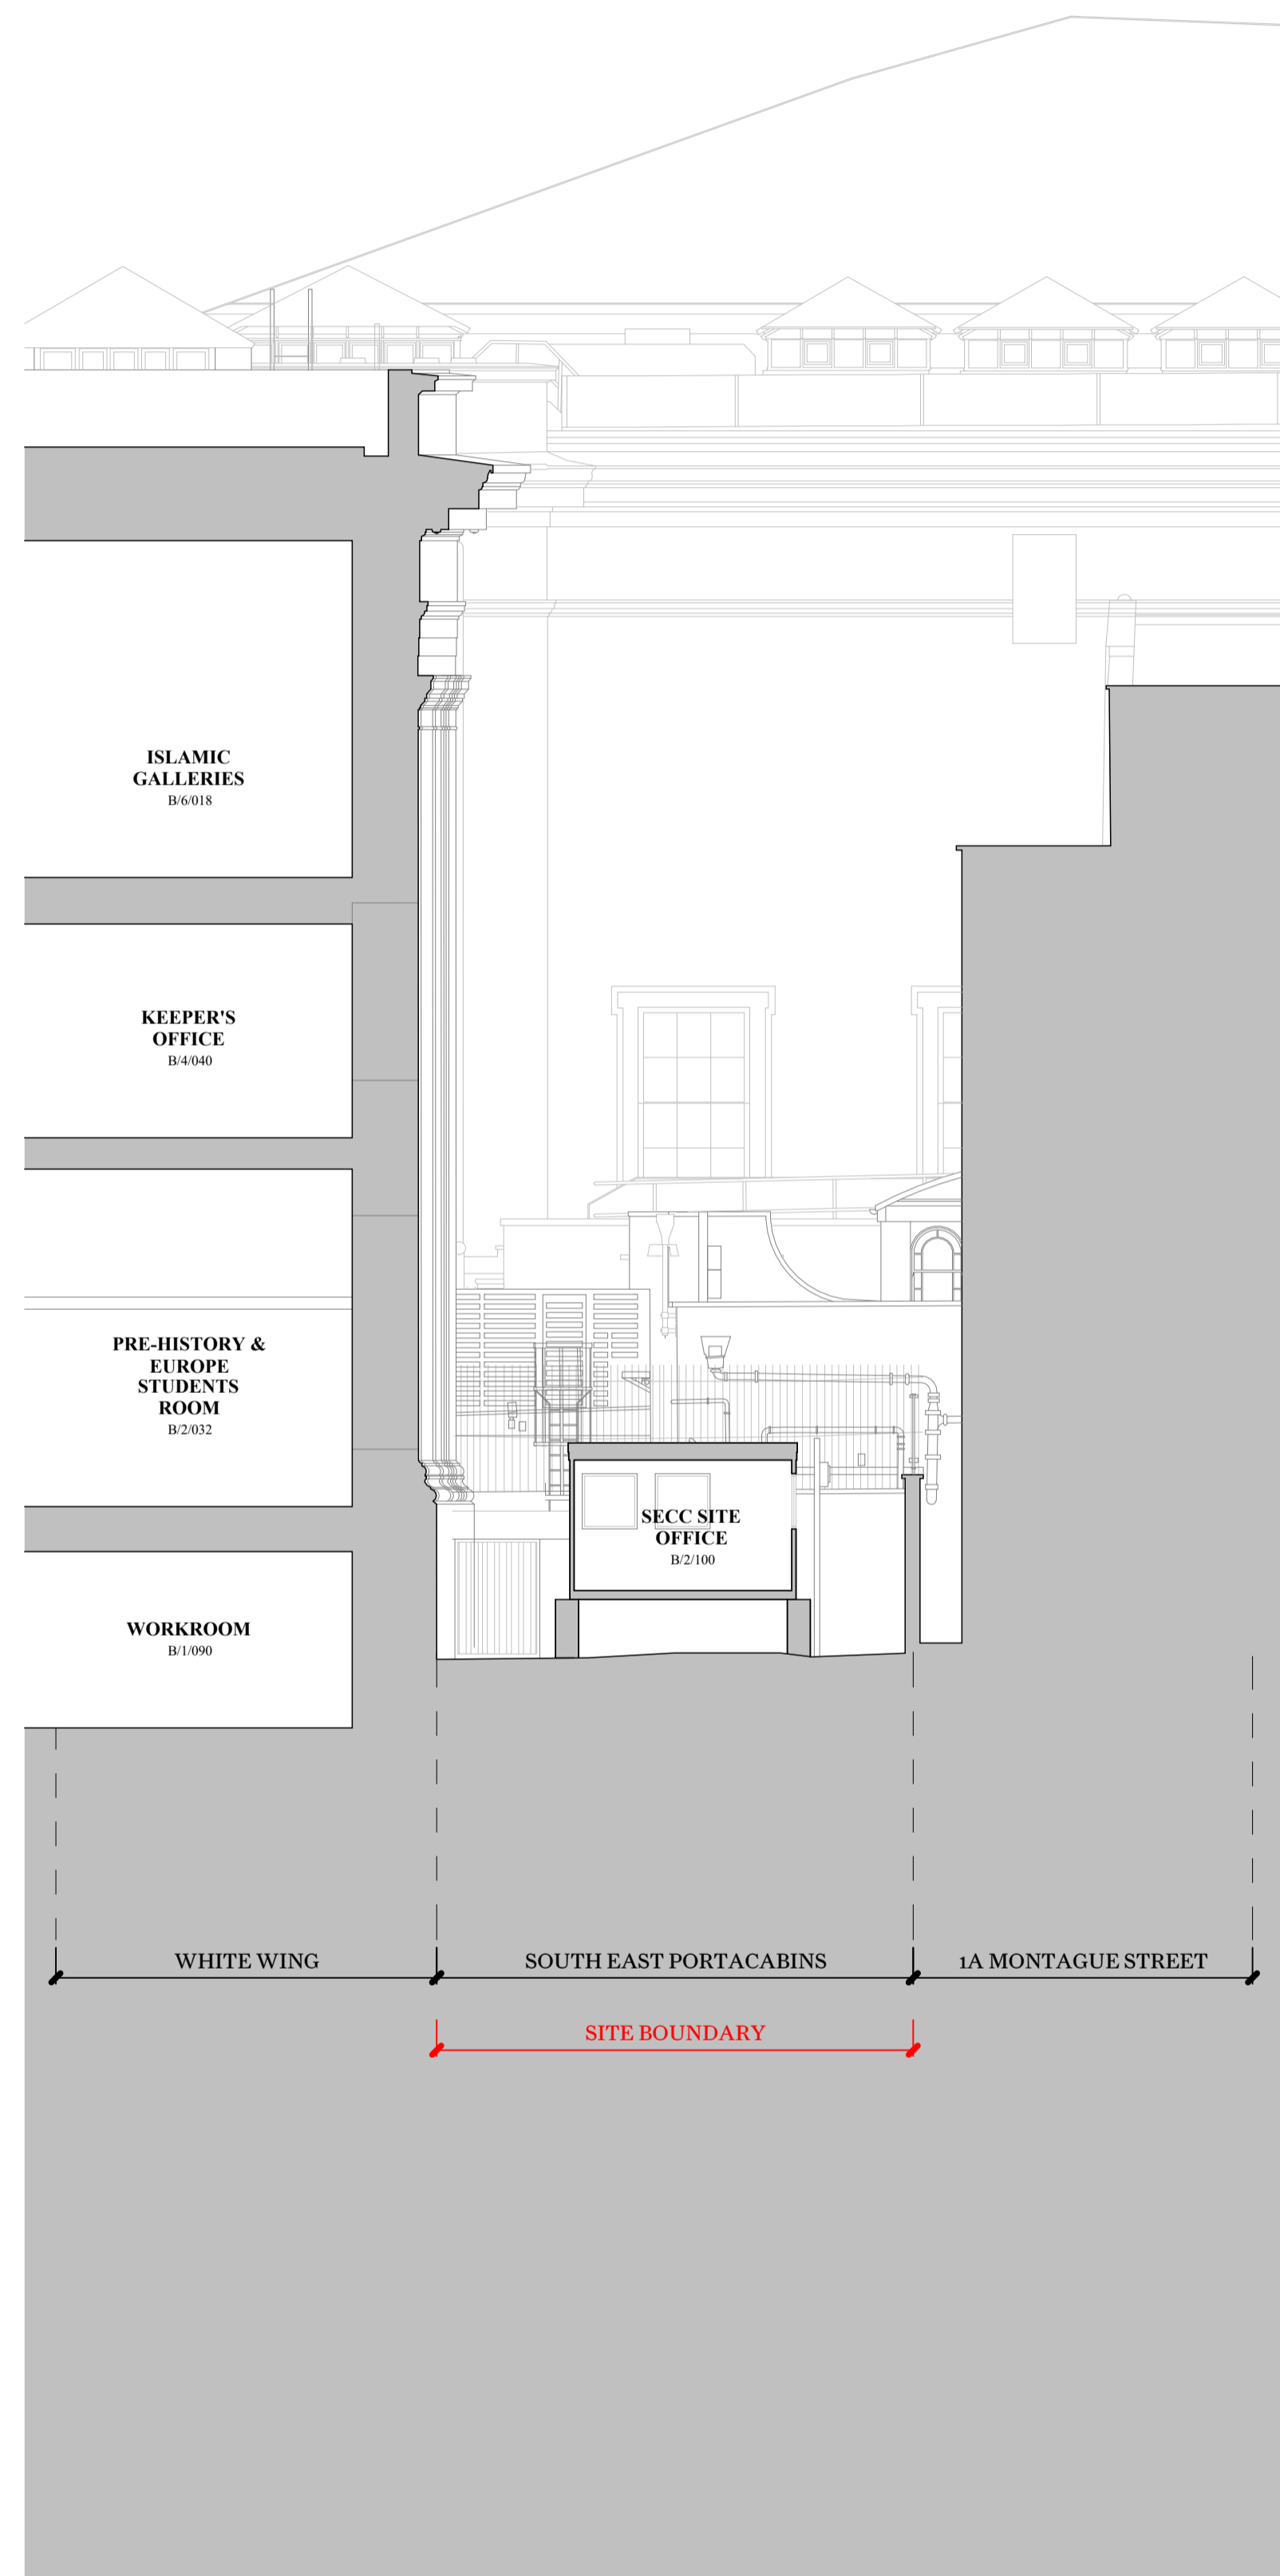 ISLAMIC
GALLERIES
B/6/018
KEEPER'S
OFFICE
B/4/040
PRE-HISTORY &
EUROPE
STUDENTS
ROOM
B/2/032
SECC SITE
OFFICE
B/2/100
WORKROOM
B/1/090
WHITE WING
SOUTH EAST PORTACABINS
1A MONTAGUE STREET
SITE BOUNDARY